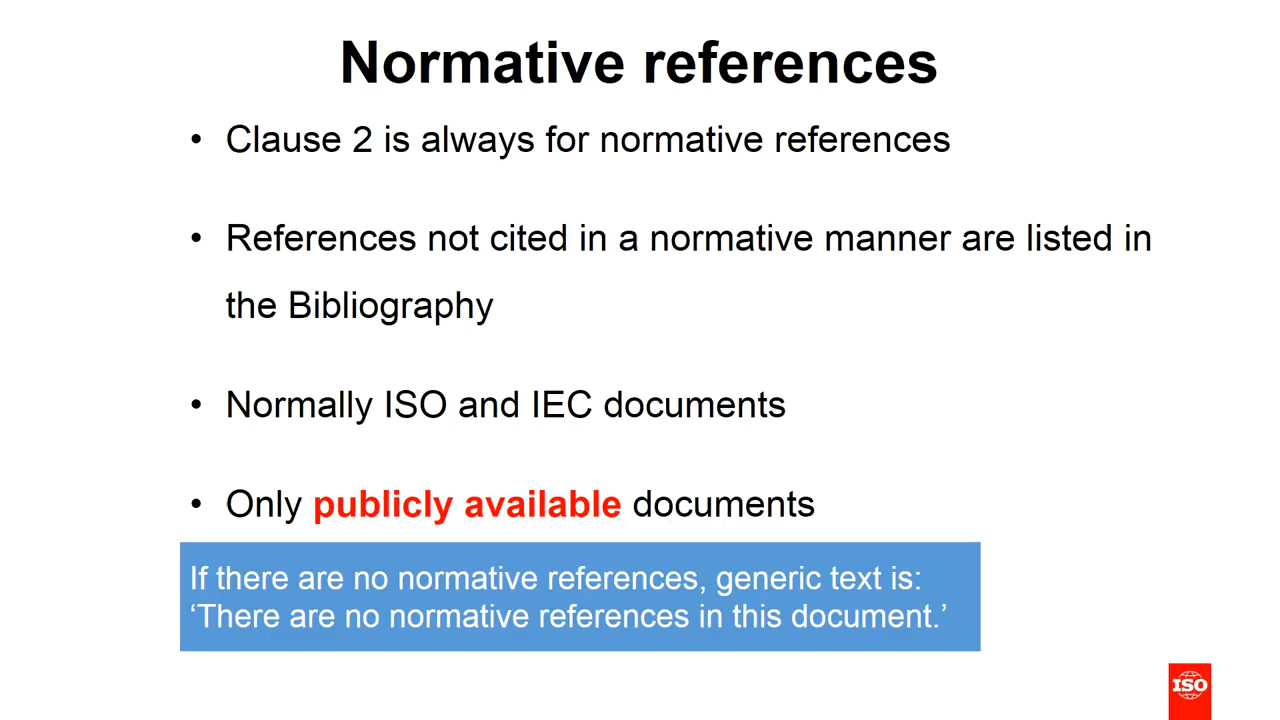 Normative references
• Clause 2 is always for normative references
• References not cited in a normative manner are listed in
the Bibliography
• Normally ISO and IEC documents
• Only publicly available documents
If there are no normative references, generic text is:
‘There are no normative references in this document.’
ISO